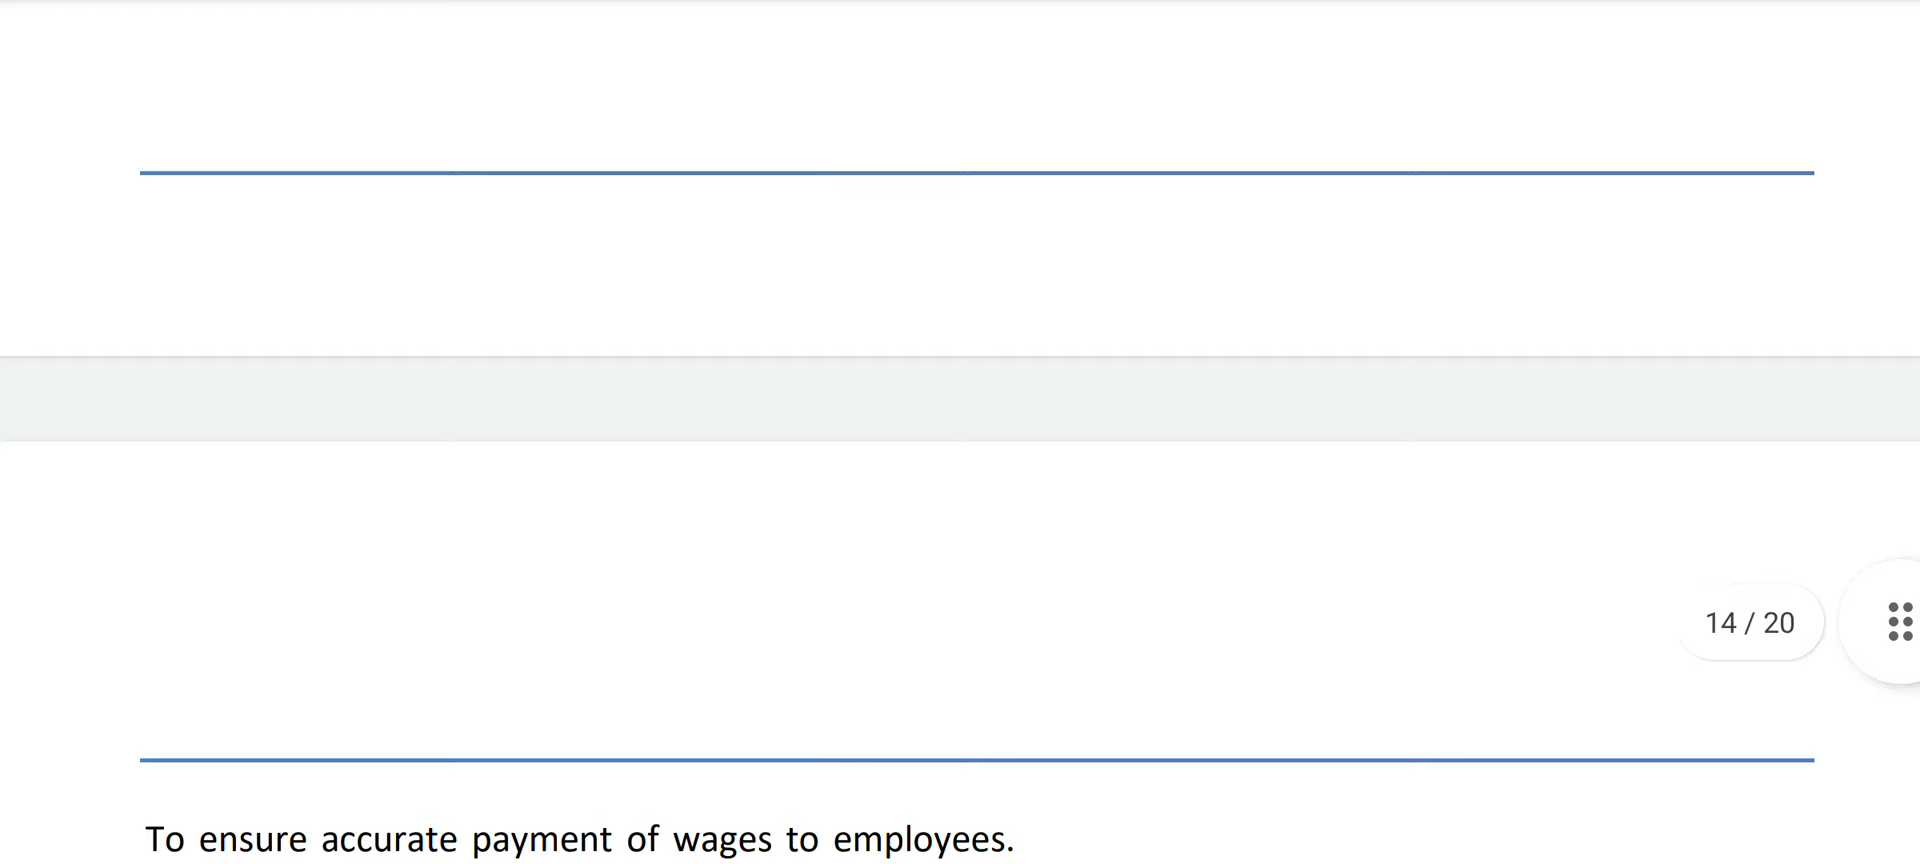 14 / 20
To ensure accurate payment of wages to employees.